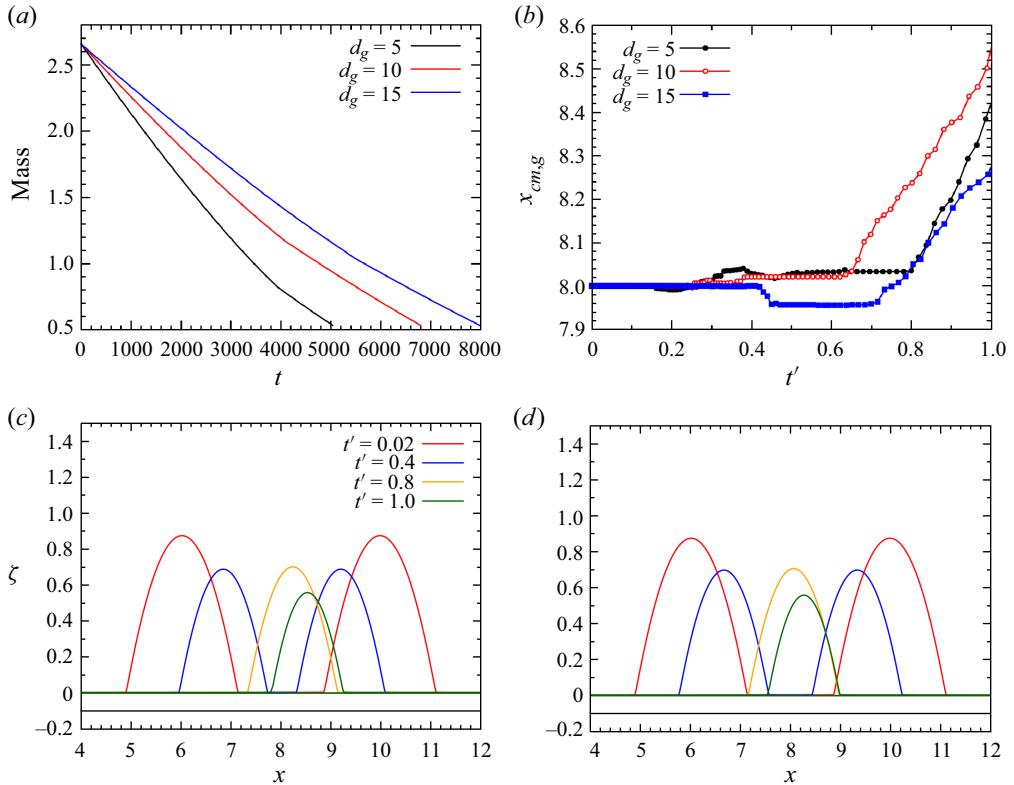 (a)
d_g = 5
d_g = 10
d_g = 15
Mass
2.5
2.0
1.5
1.0
0.5
0 1000 2000 3000 4000 5000 6000 7000 8000
t
(b)
d_g = 5
d_g = 10
d_g = 15
x_{cm,g}
8.6
8.5
8.4
8.3
8.2
8.1
8.0
7.9
0 0.2 0.4 0.6 0.8 1.0
t′
(c)
t′ = 0.02
t′ = 0.4
t′ = 0.8
t′ = 1.0
ζ
1.4
1.2
1.0
0.8
0.6
0.4
0.2
0
–0.2
4 5 6 7 8 9 10 11 12
x
(d)
1.4
1.2
1.0
0.8
0.6
0.4
0.2
0
–0.2
4 5 6 7 8 9 10 11 12
x